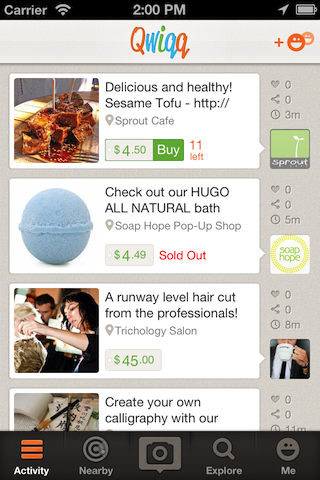 Carrier 2:00 PM
Qwiqq
+
Delicious and healthy!
Sesame Tofu - http://
Sprout Cafe
$4.50 Buy 11 left
0
0
3m
sprout
Check out our HUGO
ALL NATURAL bath
Soap Hope Pop-Up Shop
$4.49 Sold Out
0
0
5m
soap
hope
A runway level hair cut
from the professionals!
Trichology Salon
$45.00
0
0
8m
Create your own
calligraphy with our
0
0
11m
Activity Nearby Explore Me